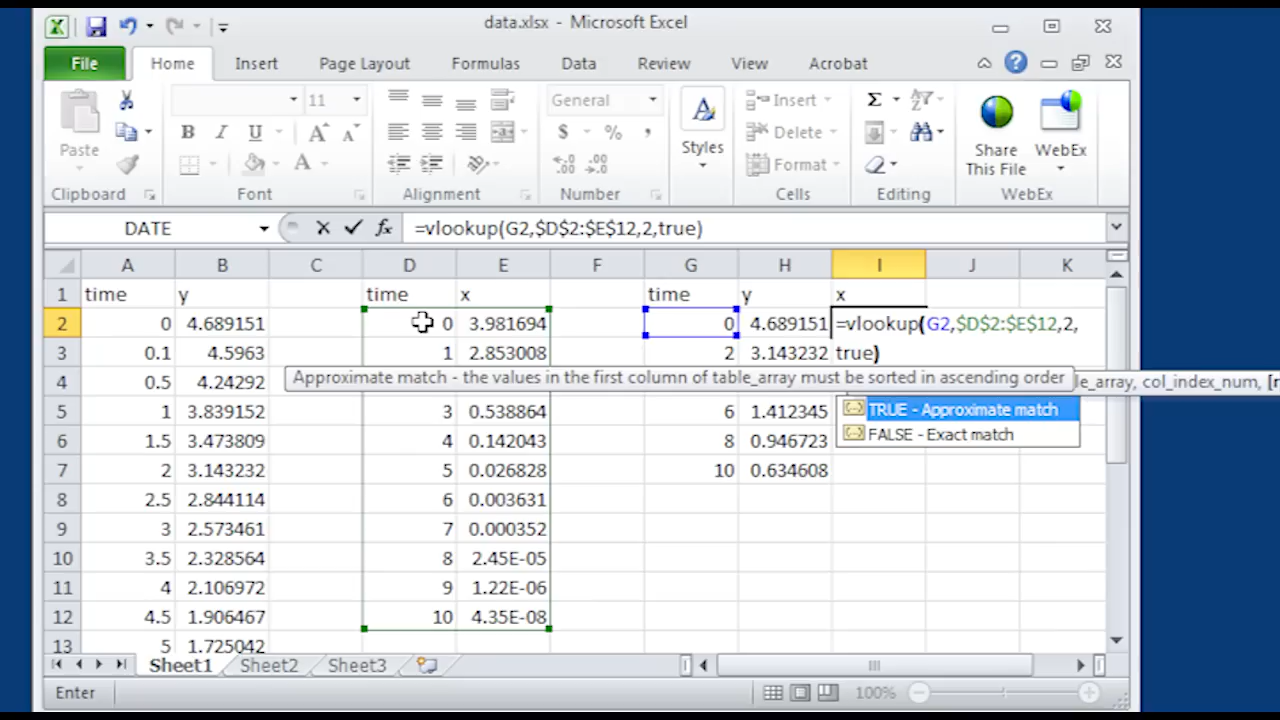 data.xlsx - Microsoft Excel
File Home Insert Page Layout Formulas Data Review View Acrobat
11 General Insert Σ
B I U A A $ % , Delete
Paste Styles Share This File WebEx
A Format
Clipboard Font Alignment Number Cells Editing WebEx
DATE fx =vlookup(G2,$D$2:$E$12,2,true)
A B C D E F G H I J K
1 time y time x time y x
2 0 4.689151 0 3.981694 0 4.689151 =vlookup(G2,$D$2:$E$12,2,
3 0.1 4.5963 1 2.853008 2 3.143232 true)
4 0.5 4.24292 Approximate match - the values in the first column of table_array must be sorted in ascending order le_array, col_index_num, [r
5 1 3.839152 3 0.538864 6 1.412345 TRUE - Approximate match
6 1.5 3.473809 4 0.142043 8 0.946723 FALSE - Exact match
7 2 3.143232 5 0.026828 10 0.634608
8 2.5 2.844114 6 0.003631
9 3 2.573461 7 0.000352
10 3.5 2.328564 8 2.45E-05
11 4 2.106972 9 1.22E-06
12 4.5 1.906467 10 4.35E-08
13 5 1.725042
Sheet1 Sheet2 Sheet3
Enter 100%